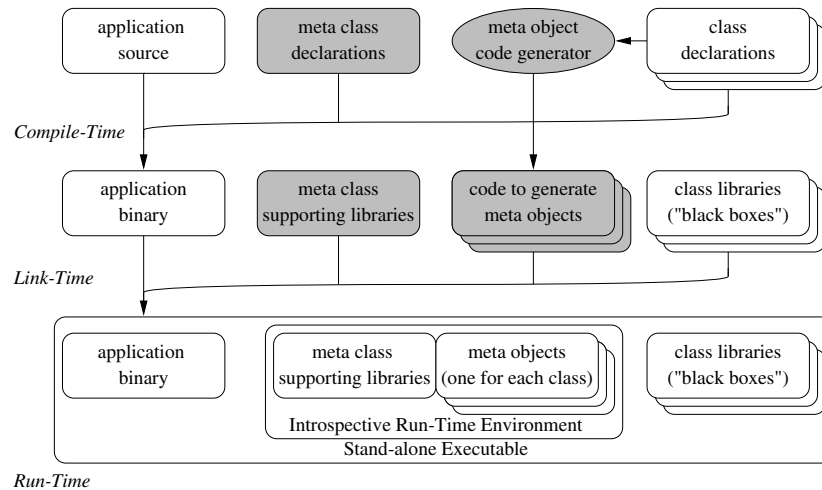 application
source
meta class
declarations
meta object
code generator
class
declarations
Compile-Time
application
binary
meta class
supporting libraries
code to generate
meta objects
class libraries
("black boxes")
Link-Time
application
binary
meta class
supporting libraries
meta objects
(one for each class)
class libraries
("black boxes")
Introspective Run-Time Environment
Stand-alone Executable
Run-Time